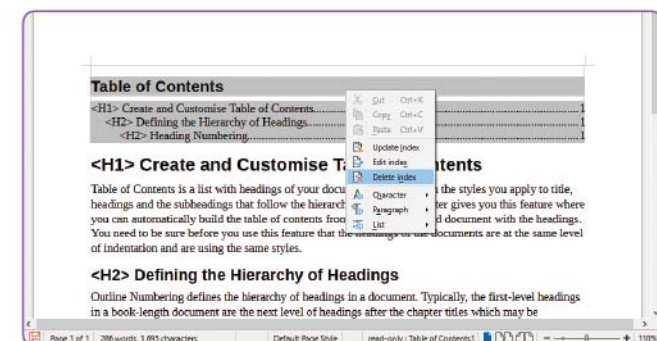 Table of Contents
<H1> Create and Customise Table of Contents........1
<H2> Defining the Hierarchy of Headings........1
<H2> Heading Numbering........1
Cut Ctrl+X
Copy Ctrl+C
Paste Ctrl+V
Update Index
Edit index
Delete index
Character
Paragraph
List
<H1> Create and Customise Ta tents
Table of Contents is a list with headings of your docu the styles you apply to title,
headings and the subheadings that follow the hierarch ter gives you this feature where
you can automatically build the table of contents from d document with the headings.
You need to be sure before you use this feature that the headings of the documents are at the same level
of indentation and are using the same styles.
<H2> Defining the Hierarchy of Headings
Outline Numbering defines the hierarchy of headings in a document. Typically, the first-level headings
in a book-length document are the next level of headings after the chapter titles which may be
Page 1 of 1 286 words, 1,695 characters Default Page Style read-only : Table of Contents1 110%